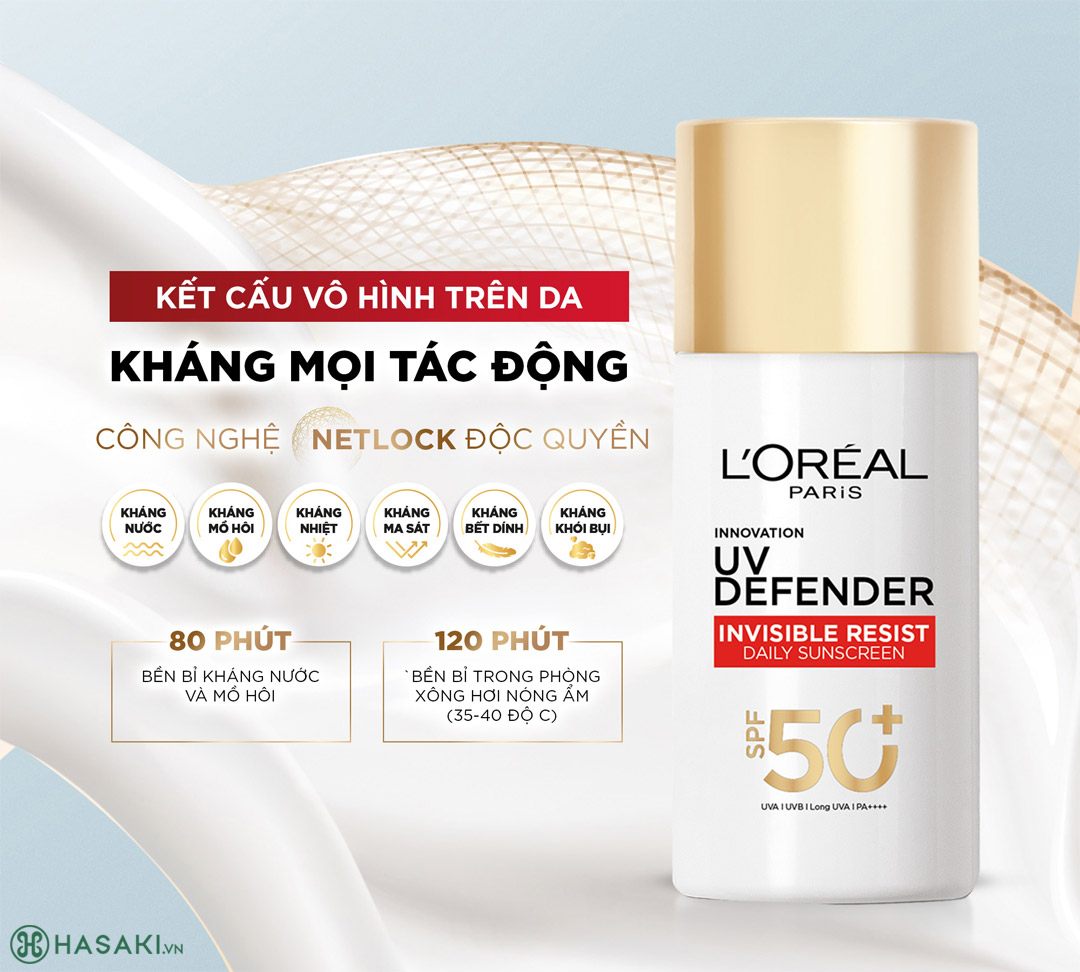 KẾT CẤU VÔ HÌNH TRÊN DA
KHÁNG MỌI TÁC ĐỘNG
CÔNG NGHỆ NETLOCK ĐỘC QUYỀN
KHÁNG
NƯỚC
KHÁNG
MỒ HÔI
KHÁNG
NHIỆT
KHÁNG
MA SÁT
KHÁNG
BẾT DÍNH
KHÁNG
KHÓI BỤI
80 PHÚT
BỀN BỈ KHÁNG NƯỚC
VÀ MỒ HÔI
120 PHÚT
`BỀN BỈ TRONG PHÒNG
XÔNG HƠI NÓNG ẨM
(35-40 ĐỘ C)
L'ORÉAL
PARiS
INNOVATION
UV
DEFENDER
INVISIBLE RESIST
DAILY SUNSCREEN
SPF 50+
UVA I UVB I Long UVA I PA++++
HASAKI.VN